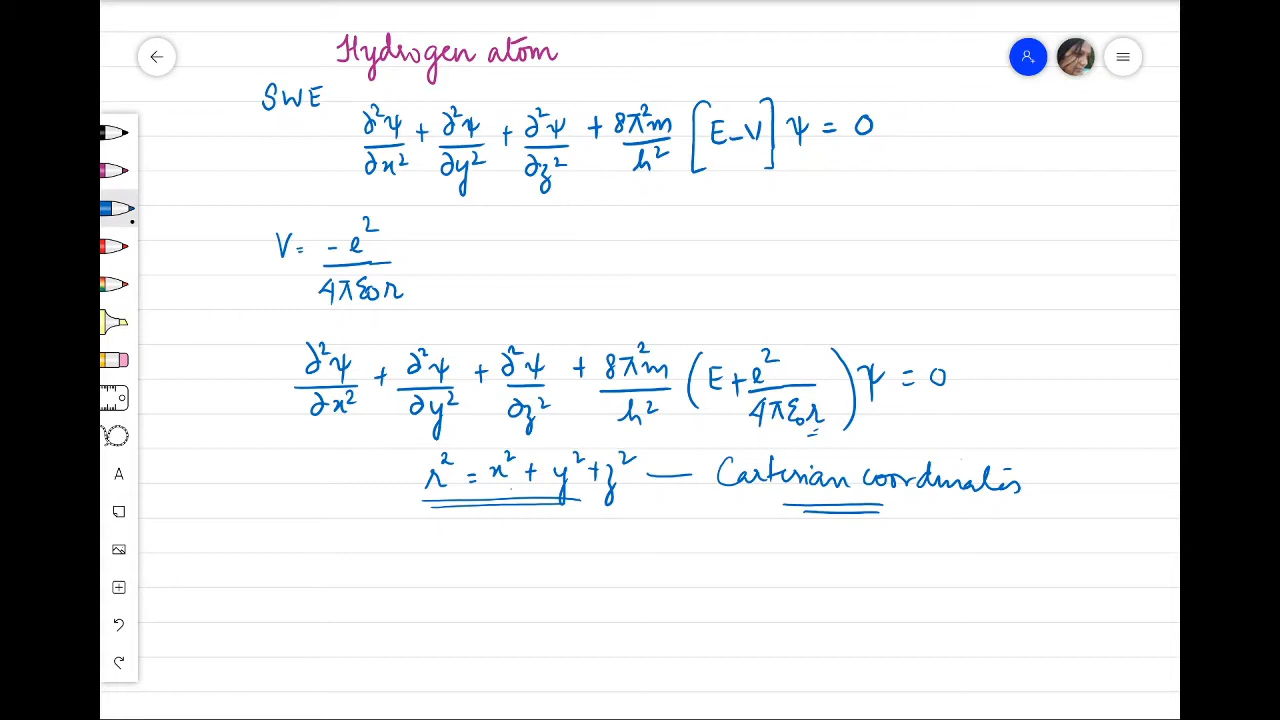 Hydrogen atom
SWE
∂²ψ/∂x² + ∂²ψ/∂y² + ∂²ψ/∂z² + 8π²m/h² [E-V] ψ = 0
V = -e²/4πε0r
∂²ψ/∂x² + ∂²ψ/∂y² + ∂²ψ/∂z² + 8π²m/h² (E + e²/4πε0r) ψ = 0
r² = x² + y² + z² — Cartesian coordinates
A